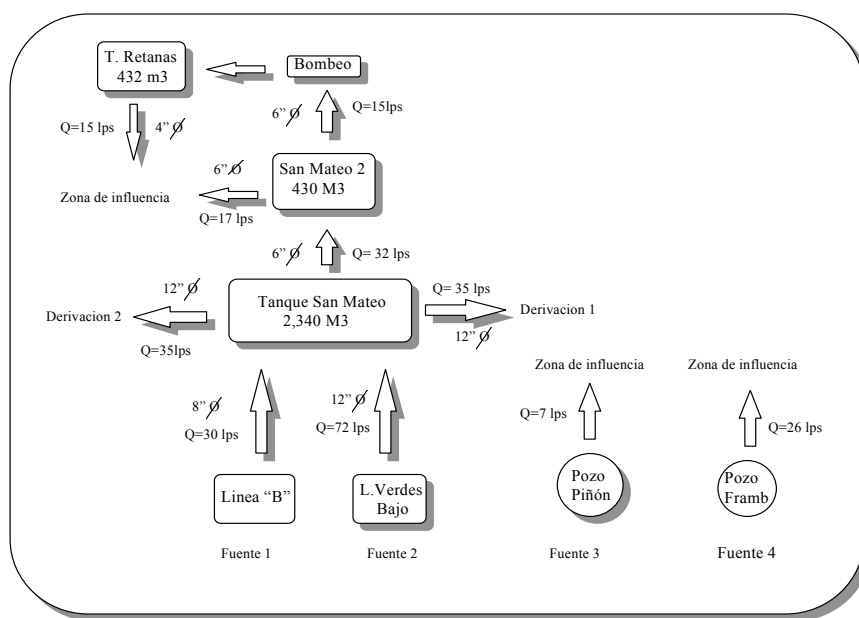 T. Retanas
432 m3
Bombeo
Q=15 lps
4” Ø
6” Ø
Q=15lps
San Mateo 2
430 M3
6” Ø
Q=17 lps
Zona de influencia
6” Ø
Q= 32 lps
12” Ø
Tanque San Mateo
2,340 M3
Q= 35 lps
Derivacion 2
Derivacion 1
Q=35lps
12” Ø
Zona de influencia
Zona de influencia
8” Ø
Q=30 lps
12” Ø
Q=72 lps
Q=7 lps
Q=26 lps
Linea “B”
L.Verdes
Bajo
Pozo
Piñón
Pozo
Framb
Fuente 1
Fuente 2
Fuente 3
Fuente 4